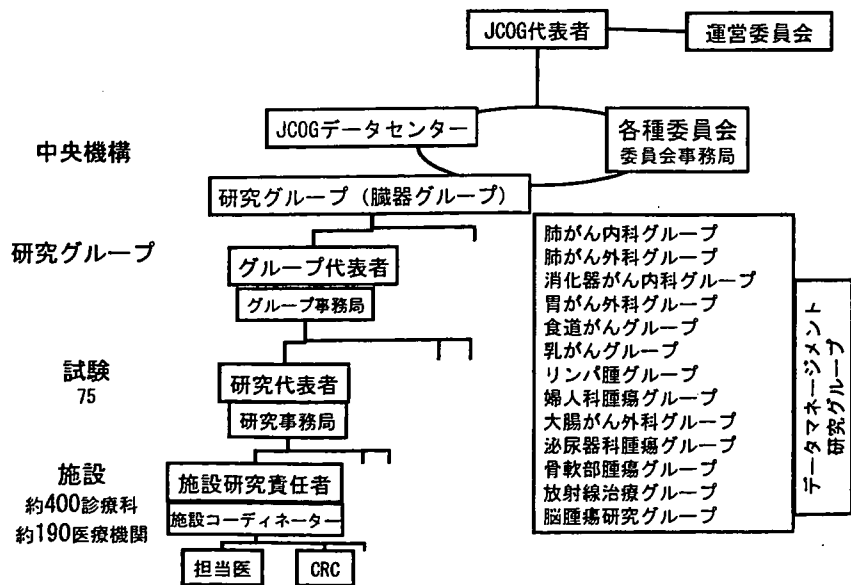 JCOG代表者
運営委員会
中央機構
JCOGデータセンター
各種委員会
委員会事務局
研究グループ（臓器グループ）
研究グループ
グループ代表者
グループ事務局
試験
75
研究代表者
研究事務局
施設
約400診療科
約190医療機関
施設研究責任者
施設コーディネーター
担当医
CRC
肺がん内科グループ
肺がん外科グループ
消化器がん内科グループ
胃がん外科グループ
食道がんグループ
乳がんグループ
リンパ腫グループ
婦人科腫瘍グループ
大腸がん外科グループ
泌尿器科腫瘍グループ
骨軟部腫瘍グループ
放射線治療グループ
脳腫瘍研究グループ
データマネージメント
研究グループ